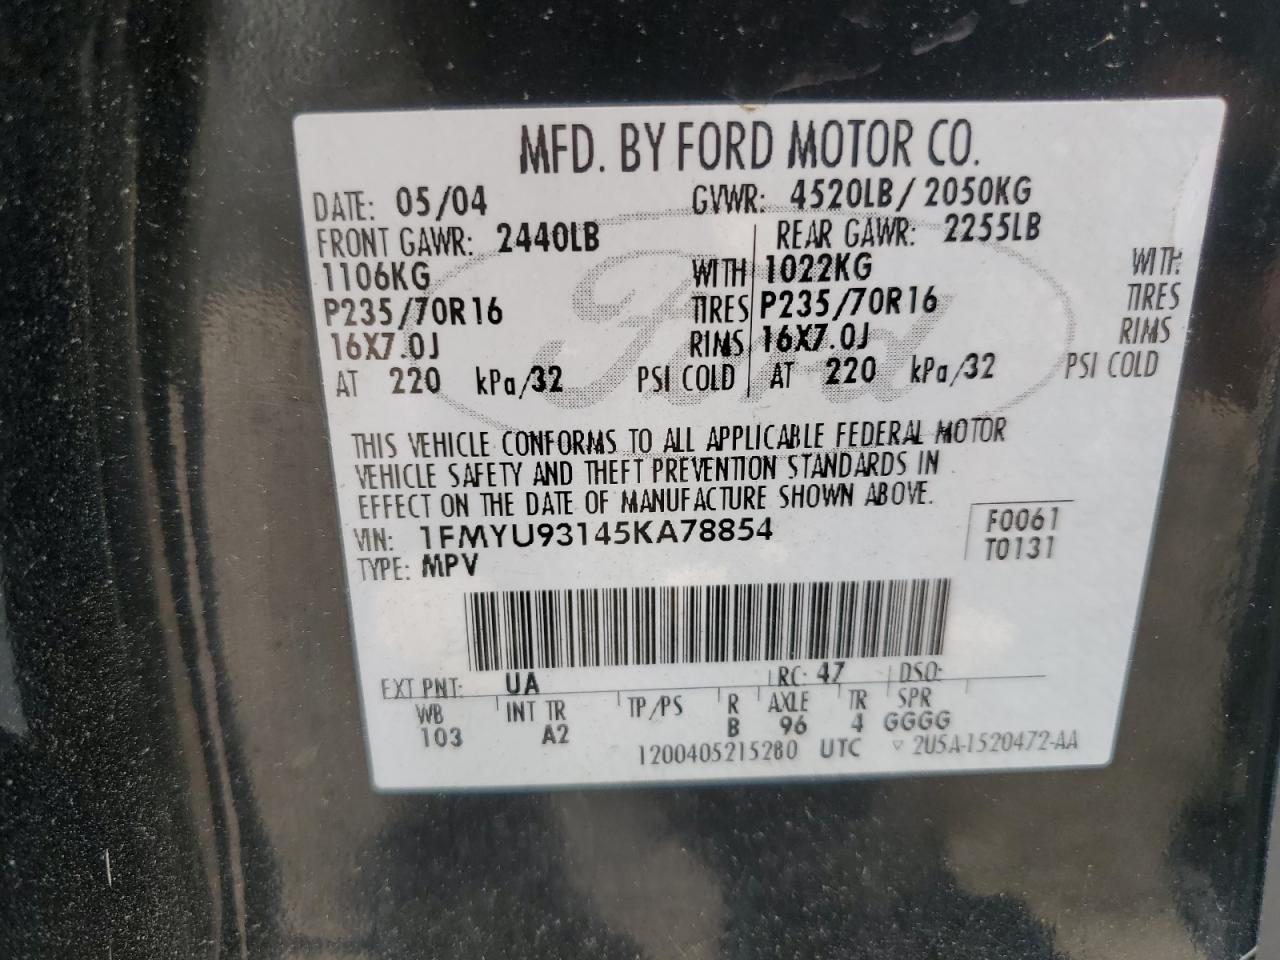 MFD. BY FORD MOTOR CO.
DATE: 05/04 GVWR: 4520LB/ 2050KG
FRONT GAWR: 2440LB REAR GAWR: 2255LB
1106KG WITH 1022KG WITH
P235/70R16 TIRES P235/70R16 TIRES
16X7.0J RIMS 16X7.0J RIMS
AT 220 kPa/32 PSI COLD AT 220 kPa/32 PSI COLD
Ford
THIS VEHICLE CONFORMS TO ALL APPLICABLE FEDERAL MOTOR
VEHICLE SAFETY AND THEFT PREVENTION STANDARDS IN
EFFECT ON THE DATE OF MANUFACTURE SHOWN ABOVE.
VIN: 1FMYU93145KA78854 F0061
TYPE: MPV T0131
EXT PNT: UA RC: 47 DSO:
WB INT TR TP/PS R AXLE TR SPR
103 A2 B 96 4 GGGG
1200405215280 UTC ▽ 2U5A-1520472-AA